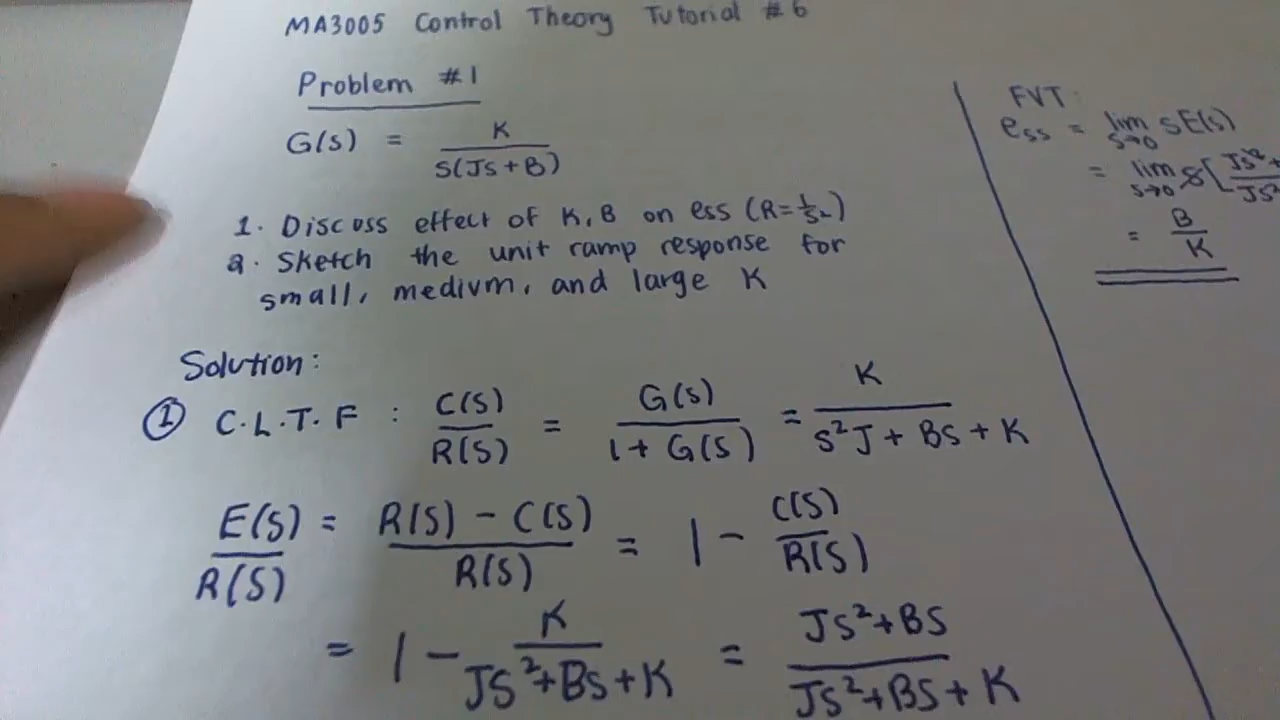 MA3005 Control Theory Tutorial #6
Problem #1
G(s) = K / S(JS+B)
1. Discuss effect of K, B on ess (R=1/s²)
2. Sketch the unit ramp response for
small, medium, and large K
Solution:
① C.L.T.F : C(S)/R(S) = G(s)/1+G(S) = K/S²J+BS+K
E(S)/R(S) = R(S)-C(S)/R(S) = 1 - C(S)/R(S)
= 1 - K/JS²+BS+K = JS²+BS/JS²+BS+K
FVT:
ess = lim S→0 SE(s)
= lim S→0 S[
= B/K